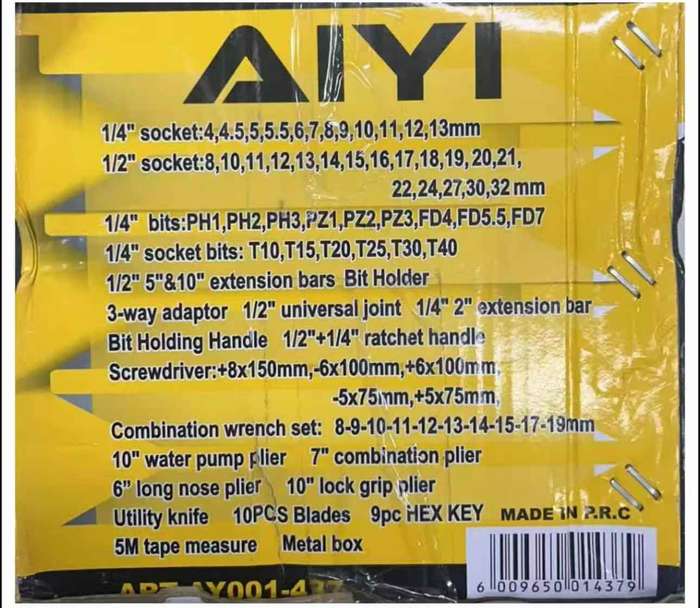 AIYI
1/4" socket:4,4.5,5,5.5,6,7,8,9,10,11,12,13mm
1/2" socket:8,10,11,12,13,14,15,16,17,18,19,20,21,
22,24,27,30,32mm
1/4" bits:PH1,PH2,PH3,PZ1,PZ2,PZ3,FD4,FD5.5,FD7
1/4" socket bits: T10,T15,T20,T25,T30,T40
1/2" 5"&10" extension bars Bit Holder
3-way adaptor 1/2" universal joint 1/4" 2" extension bar
Bit Holding Handle 1/2"+1/4" ratchet handle
Screwdriver:+8x150mm,-6x100mm,+6x100mm,
-5x75mm,+5x75mm,
Combination wrench set: 8-9-10-11-12-13-14-15-17-19mm
10" water pump plier 7" combination plier
6" long nose plier 10" lock grip plier
Utility knife 10PCS Blades 9pc HEX KEY MADE IN P.R.C
5M tape measure Metal box
6 009650 014379